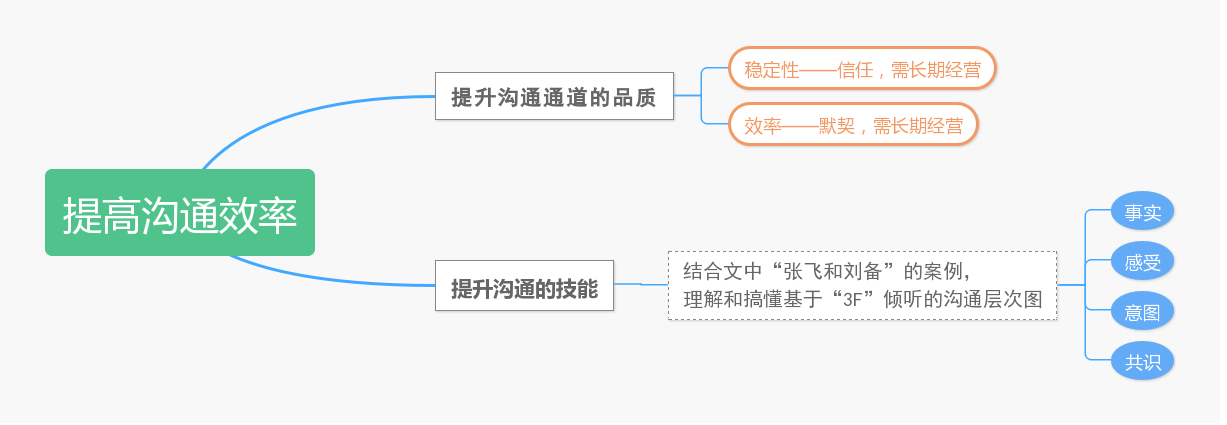 提高沟通效率
提升沟通通道的品质
稳定性——信任，需长期经营
效率——默契，需长期经营
提升沟通的技能
结合文中“张飞和刘备”的案例，
理解和搞懂基于“3F”倾听的沟通层次图
事实
感受
意图
共识